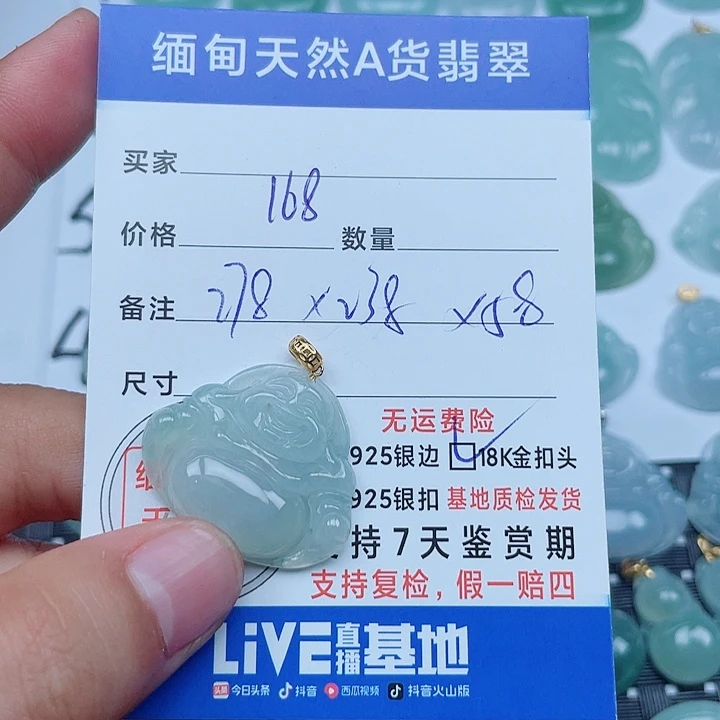 缅甸天然A货翡翠
买家
168
价格 数量
备注 278 ×238 ×58
尺寸
无运费险
925银边 18K金扣头
925银扣 基地质检发货
持7天鉴赏期
支持复检，假一赔四
LiVE直播基地
头条 今日头条 抖音 西瓜视频 抖音火山版